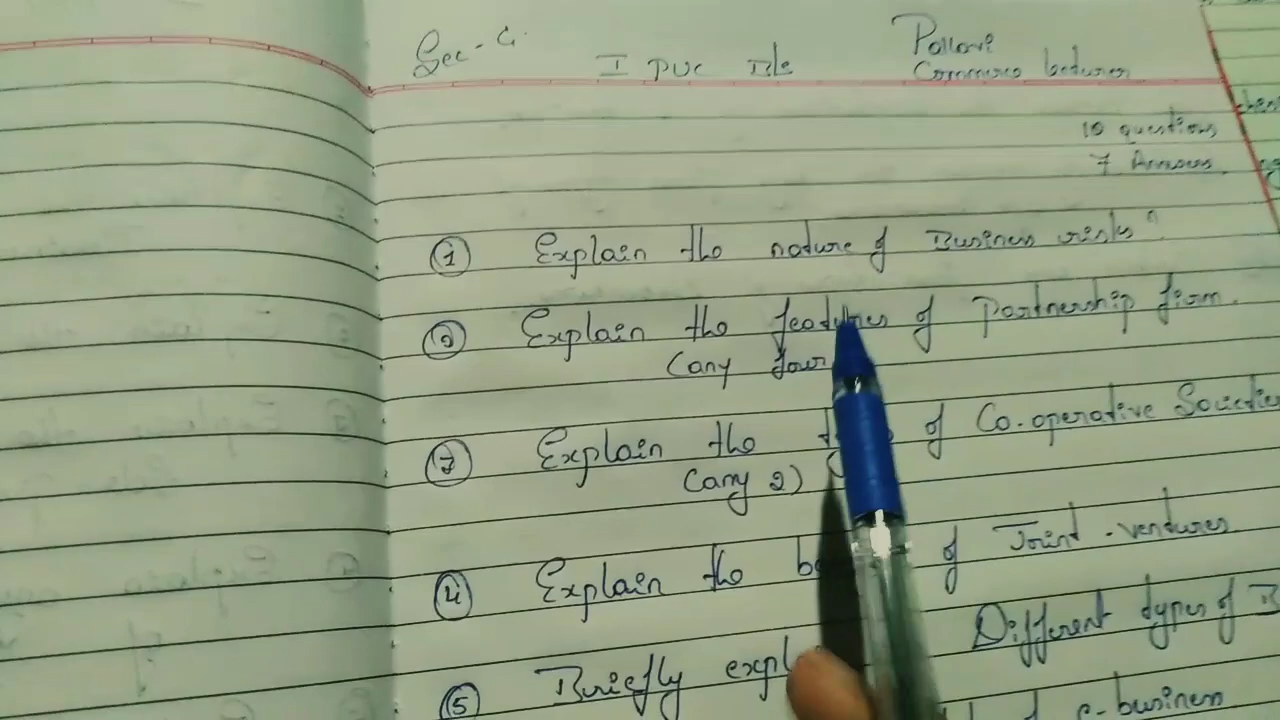 Sec - C
I PUC
Pallavi
Commerce lecturer
10 questions
7 Answers
① Explain the nature of Business risks?
② Explain the features of Partnership firm.
(any four
③ Explain the of Co-operative Societies
(any 2)
④ Explain the of Joint - ventures
⑤ Briefly Different types of B
of e-business